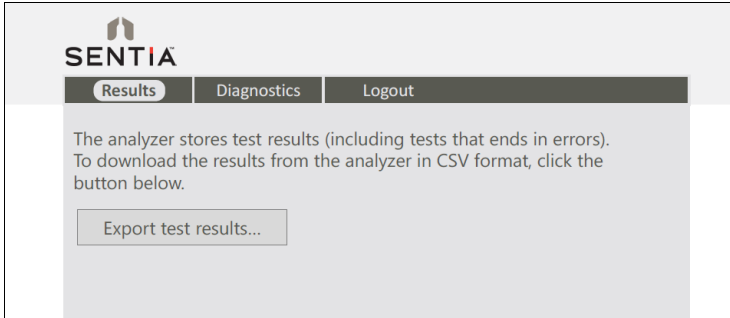 SENTIA™
Results Diagnostics Logout
The analyzer stores test results (including tests that ends in errors).
To download the results from the analyzer in CSV format, click the
button below.
Export test results...